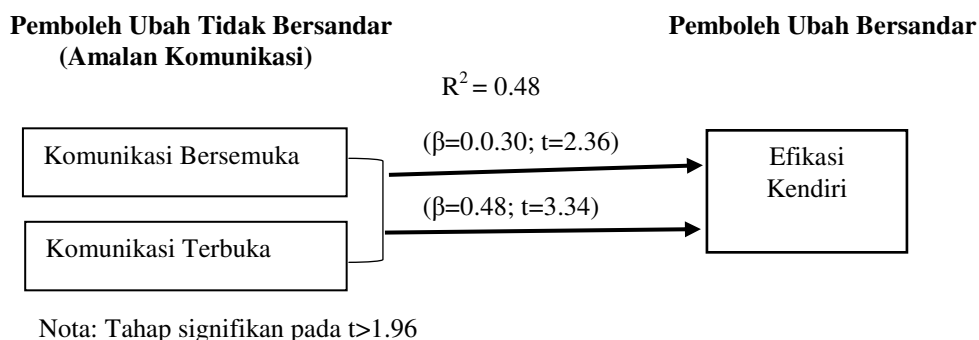 Pemboleh Ubah Tidak Bersandar
(Amalan Komunikasi)
Pemboleh Ubah Bersandar
R² = 0.48
Komunikasi Bersemuka
(β=0.0.30; t=2.36)
Efikasi
Kendiri
(β=0.48; t=3.34)
Komunikasi Terbuka
Nota: Tahap signifikan pada t>1.96